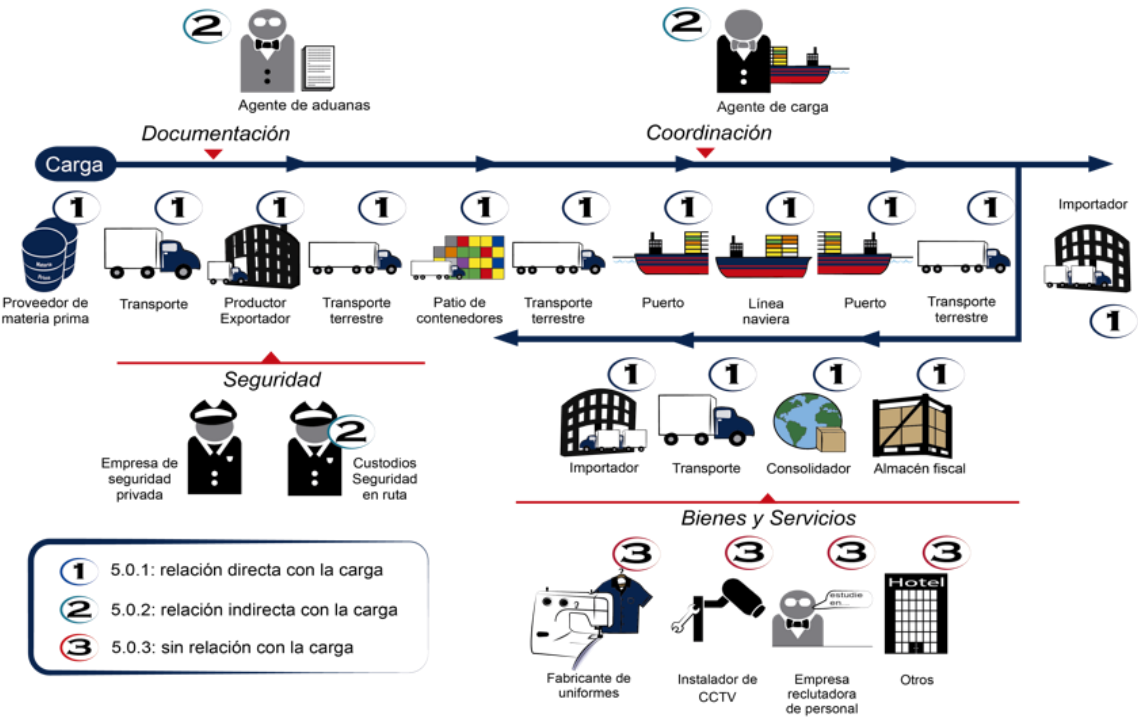 2
2
Agente de aduanas
Agente de carga
Documentación
Coordinación
Carga
1
1
1
1
1
1
1
1
1
1
Importador
Proveedor de
materia prima
Transporte
Productor
Exportador
Transporte
terrestre
Patio de
contenedores
Transporte
terrestre
Puerto
Línea
naviera
Puerto
Transporte
terrestre
1
Seguridad
1
1
1
1
2
Empresa de
seguridad
privada
Custodios
Seguridad
en ruta
Importador
Transporte
Consolidador
Almacén fiscal
Bienes y Servicios
3
3
3
3
estudie
en...
Hotel
Fabricante de
uniformes
Instalador de
CCTV
Empresa
reclutadora
de personal
Otros
1 5.0.1: relación directa con la carga
2 5.0.2: relación indirecta con la carga
3 5.0.3: sin relación con la carga